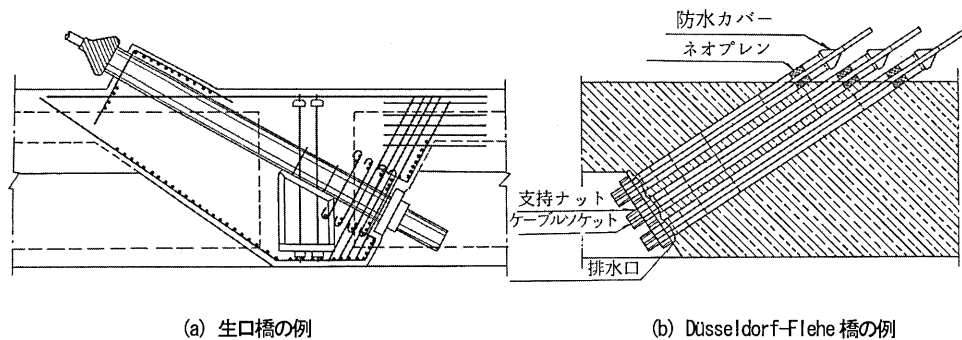 防水カバー
ネオプレン
支持ナット
ケーブルソケット
排水口
(a) 生口橋の例
(b) Düsseldorf-Flehe 橋の例